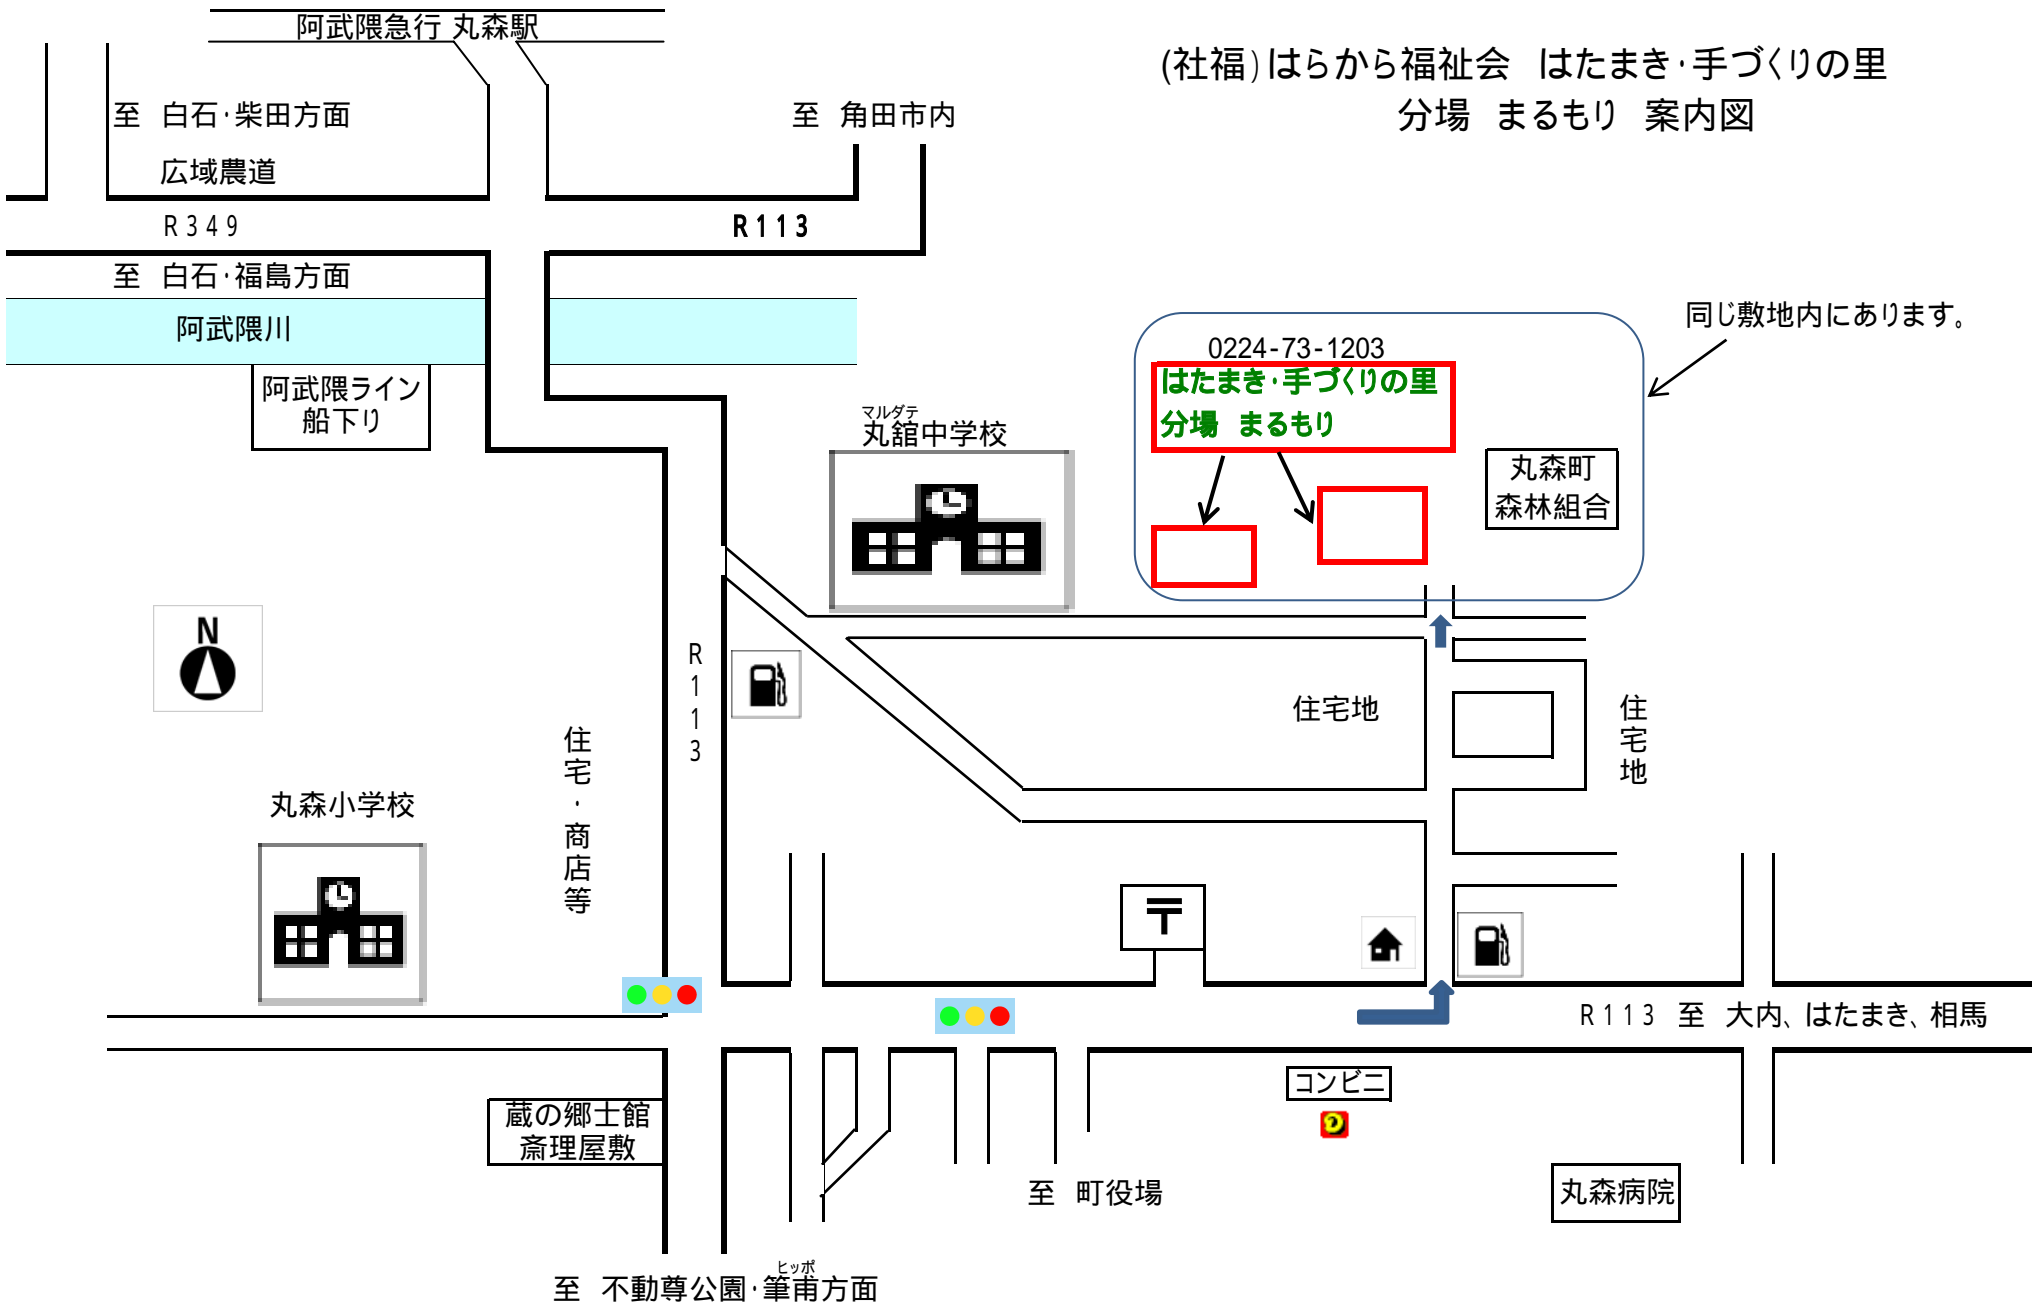 阿武隈急行 丸森駅
(社福)はらから福祉会　はたまき・手づくりの里
分場　まるもり　案内図
至　白石・柴田方面
至　角田市内
広域農道
R349
R113
至　白石・福島方面
阿武隈川
同じ敷地内にあります。
0224-73-1203
はたまき・手づくりの里
分場　まるもり
阿武隈ライン
船下り
マルダテ
丸舘中学校
丸森町
森林組合
N
R113
住宅地
住宅地
住宅・商店等
丸森小学校
〒
R113　至　大内、はたまき、相馬
コンビニ
蔵の郷土館
斎理屋敷
至　町役場
丸森病院
ヒッポ
至　不動尊公園・筆甫方面